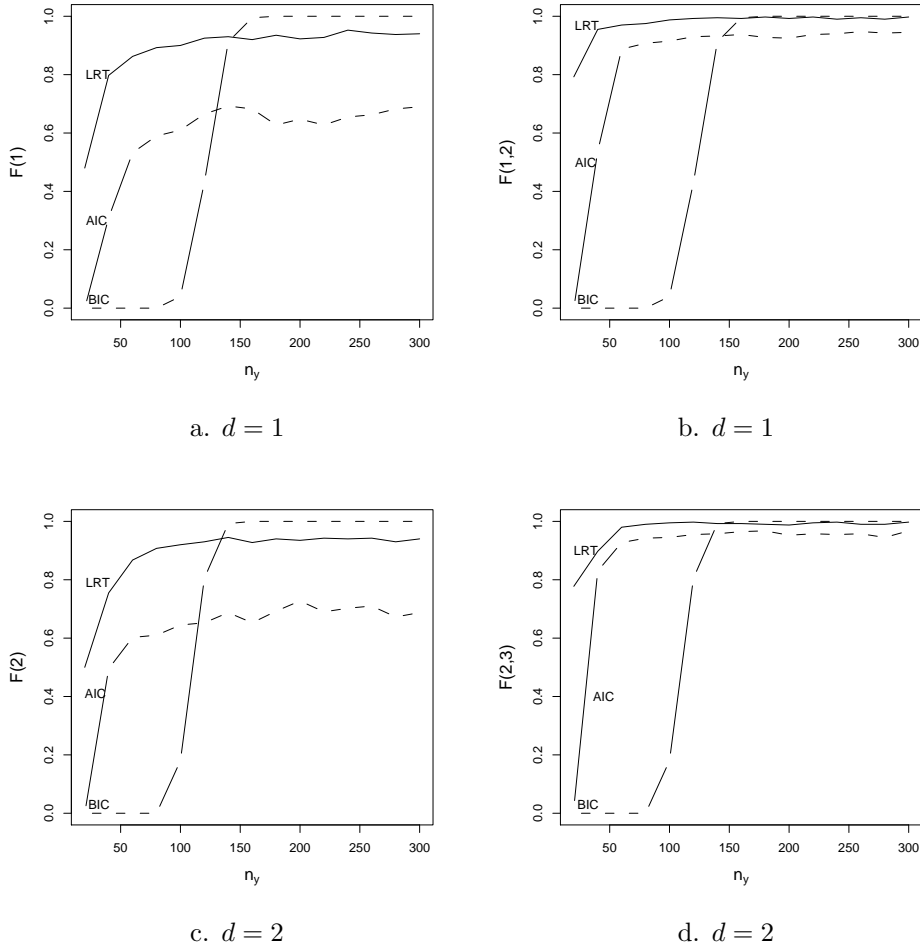 F(1)
1.0
0.8
0.6
0.4
0.2
0.0
LRT
AIC
BIC
50 100 150 200 250 300
n_y
a. d = 1
F(1,2)
1.0
0.8
0.6
0.4
0.2
0.0
LRT
AIC
BIC
50 100 150 200 250 300
n_y
b. d = 1
F(2)
1.0
0.8
0.6
0.4
0.2
0.0
LRT
AIC
BIC
50 100 150 200 250 300
n_y
c. d = 2
F(2,3)
1.0
0.8
0.6
0.4
0.2
0.0
LRT
AIC
BIC
50 100 150 200 250 300
n_y
d. d = 2